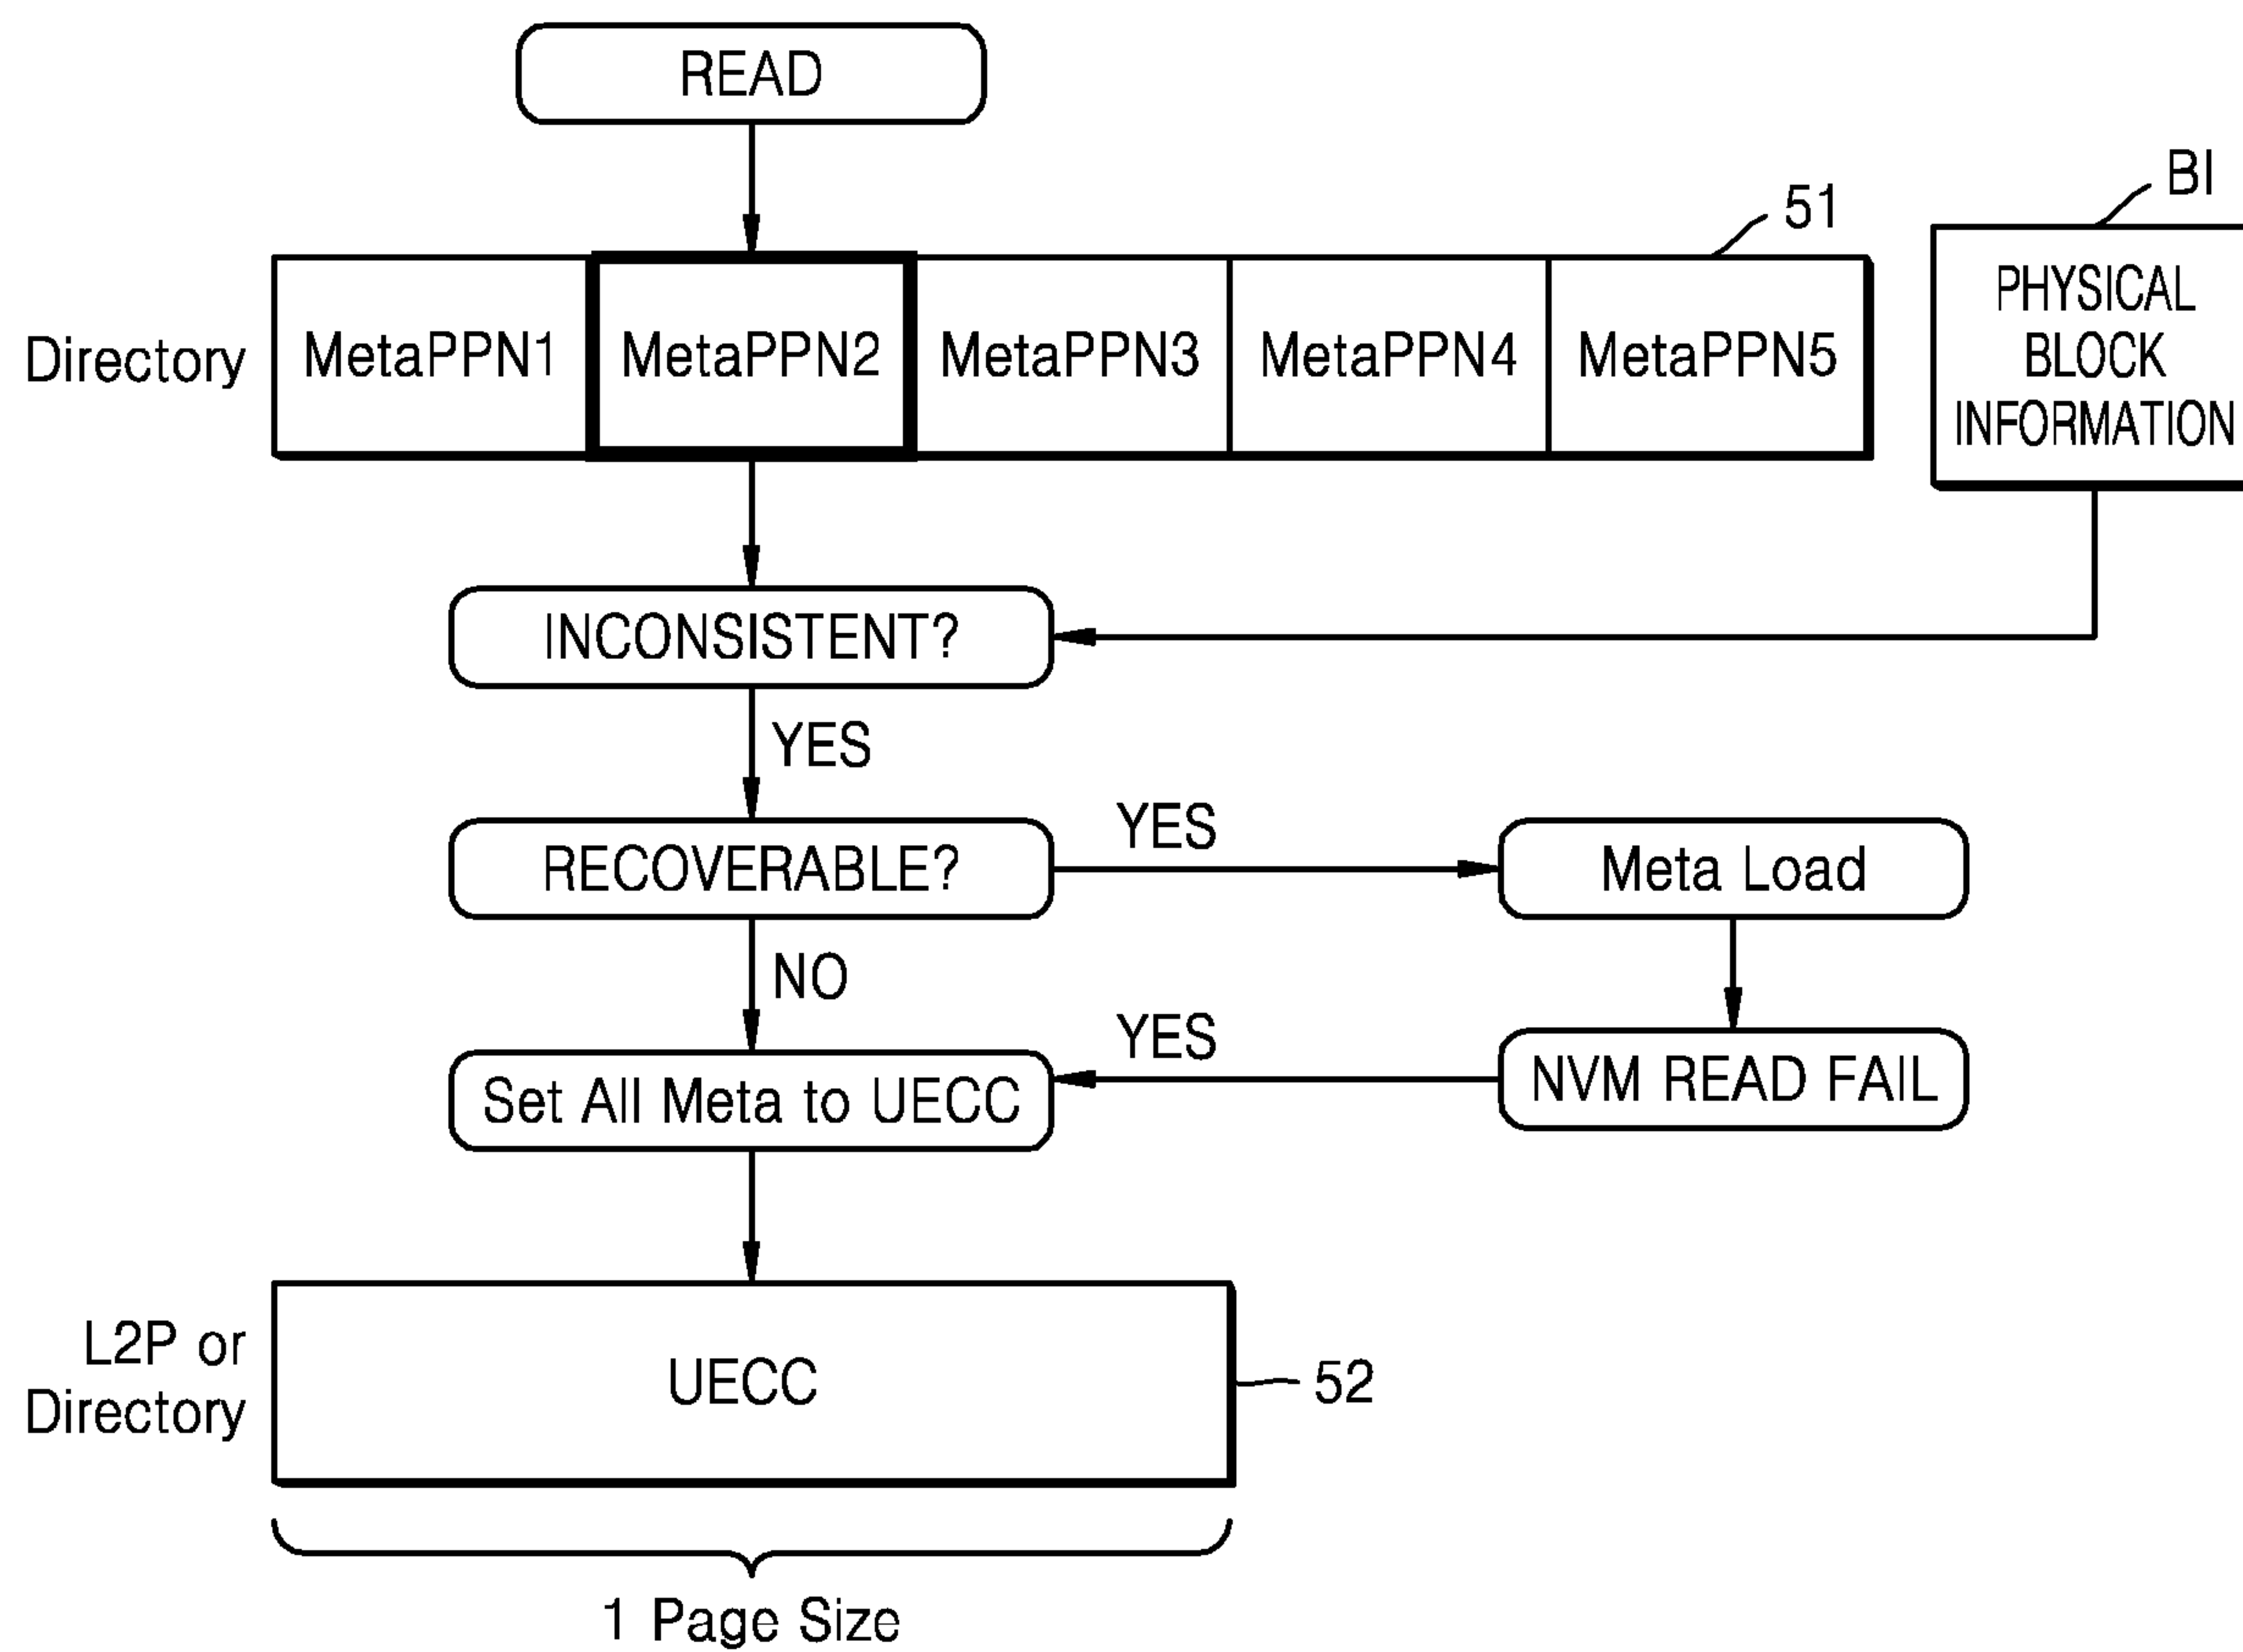 READ
BI
51
PHYSICAL
BLOCK
INFORMATION
Directory
MetaPPN1
MetaPPN2
MetaPPN3
MetaPPN4
MetaPPN5
INCONSISTENT?
YES
RECOVERABLE?
YES
Meta Load
NO
YES
Set All Meta to UECC
NVM READ FAIL
L2P or
Directory
UECC
52
1 Page Size